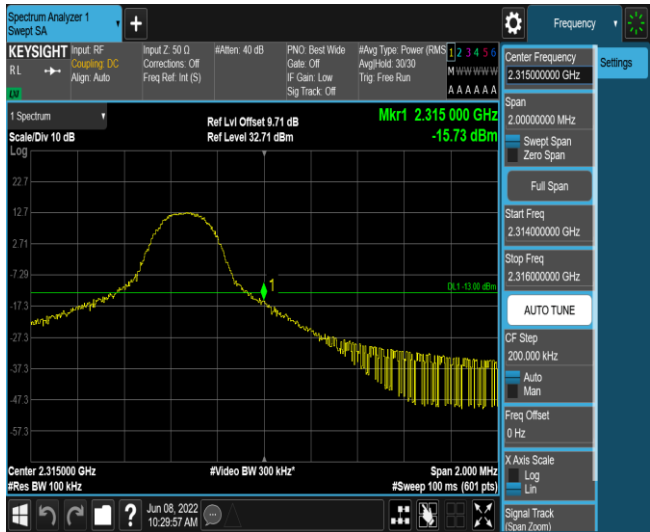 Spectrum Analyzer 1
Swept SA
Frequency
KEYSIGHT
RL
Input: RF
Coupling: DC
Align: Auto
Input Z: 50 Ω
Corrections: Off
Freq Ref: Int (S)
#Atten: 40 dB
PNO: Best Wide
Gate: Off
IF Gain: Low
Sig Track: Off
#Avg Type: Power (RMS
Avg|Hold: 30/30
Trig: Free Run
1 2 3 4 5 6
M W W W W W
A A A A A A
LNI
1 Spectrum
Scale/Div 10 dB
Ref Lvl Offset 9.71 dB
Ref Level 32.71 dBm
Mkr1 2.315 000 GHz
-15.73 dBm
Log
22.7
12.7
2.71
-7.29
-17.3
-27.3
-37.3
-47.3
-57.3
1
DL1 -13.00 dBm
Center 2.315000 GHz
#Res BW 100 kHz
#Video BW 300 kHz*
Span 2.000 MHz
#Sweep 100 ms (601 pts)
Center Frequency
2.315000000 GHz
Settings
Span
2.00000000 MHz
Swept Span
Zero Span
Full Span
Start Freq
2.314000000 GHz
Stop Freq
2.316000000 GHz
AUTO TUNE
CF Step
200.000 kHz
Auto
Man
Freq Offset
0 Hz
X Axis Scale
Log
Lin
Signal Track
(Span Zoom)
?
Jun 08, 2022
10:29:57 AM